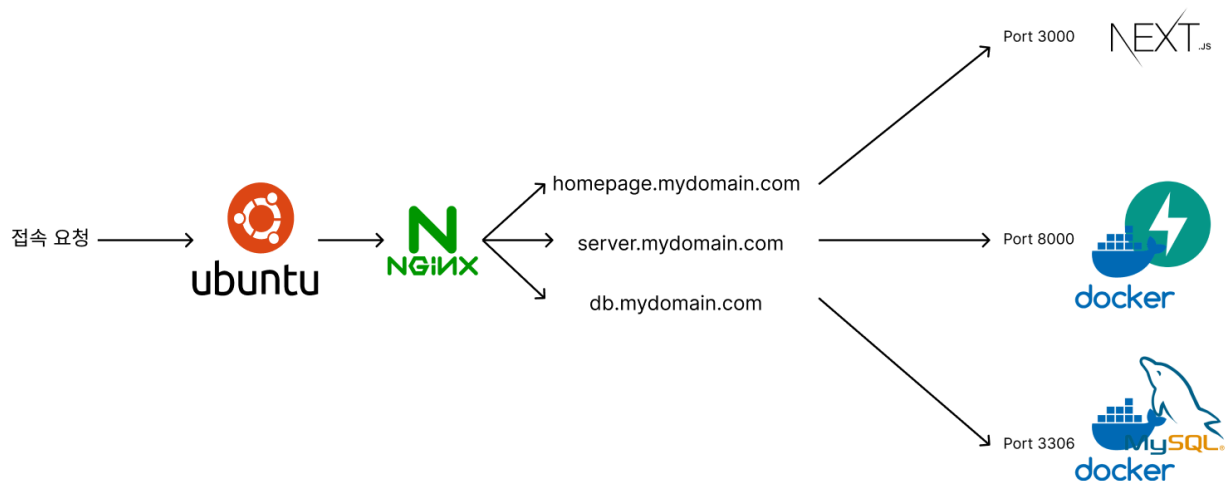 접속 요청
ubuntu
NGiNX
homepage.mydomain.com
server.mydomain.com
db.mydomain.com
Port 3000
NEXT.JS
Port 8000
docker
Port 3306
MySQL®
docker